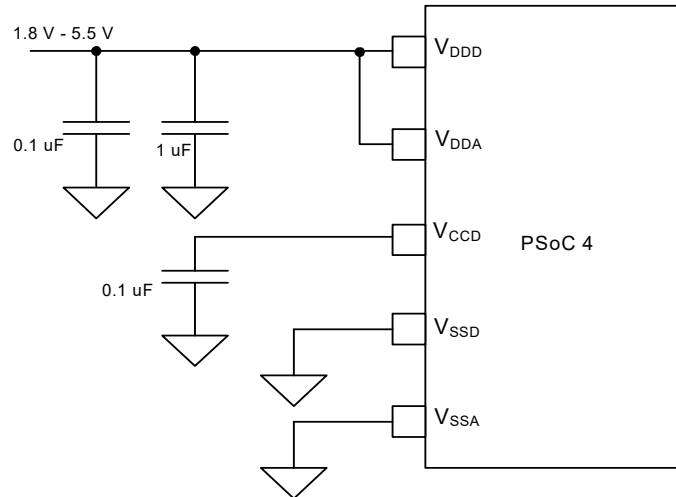 1.8 V - 5.5 V
VDDD
0.1 uF
1 uF
VDDA
VCCD
PSoC 4
0.1 uF
VSSD
VSSA